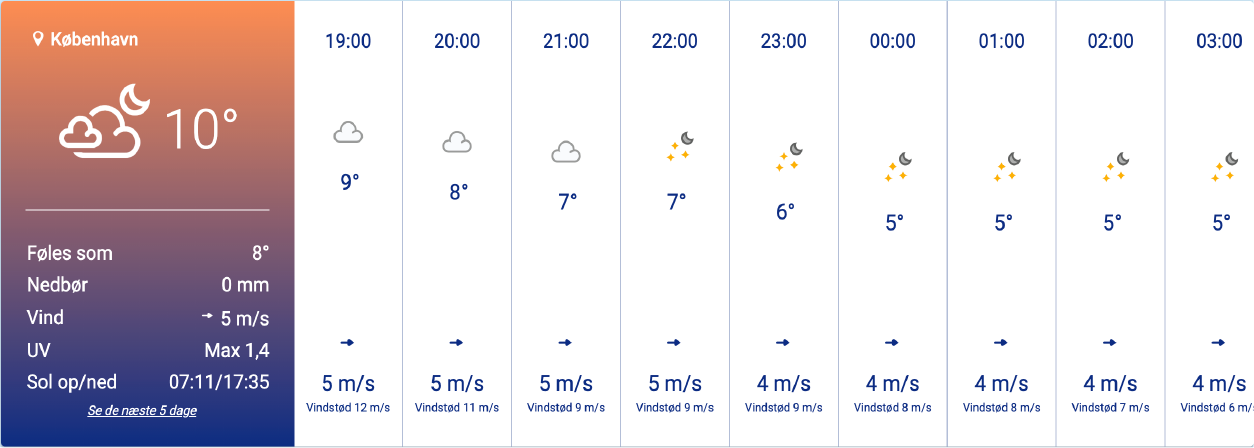 København
10°
Føles som 8°
Nedbør 0 mm
Vind 5 m/s
UV Max 1,4
Sol op/ned 07:11/17:35
Se de næste 5 dage
19:00 20:00 21:00 22:00 23:00 00:00 01:00 02:00 03:00
9° 8° 7° 7° 6° 5° 5° 5° 5°
5 m/s 5 m/s 5 m/s 5 m/s 4 m/s 4 m/s 4 m/s 4 m/s 4 m/s
Vindstød 12 m/s Vindstød 11 m/s Vindstød 9 m/s Vindstød 9 m/s Vindstød 9 m/s Vindstød 8 m/s Vindstød 8 m/s Vindstød 7 m/s Vindstød 6 m/s